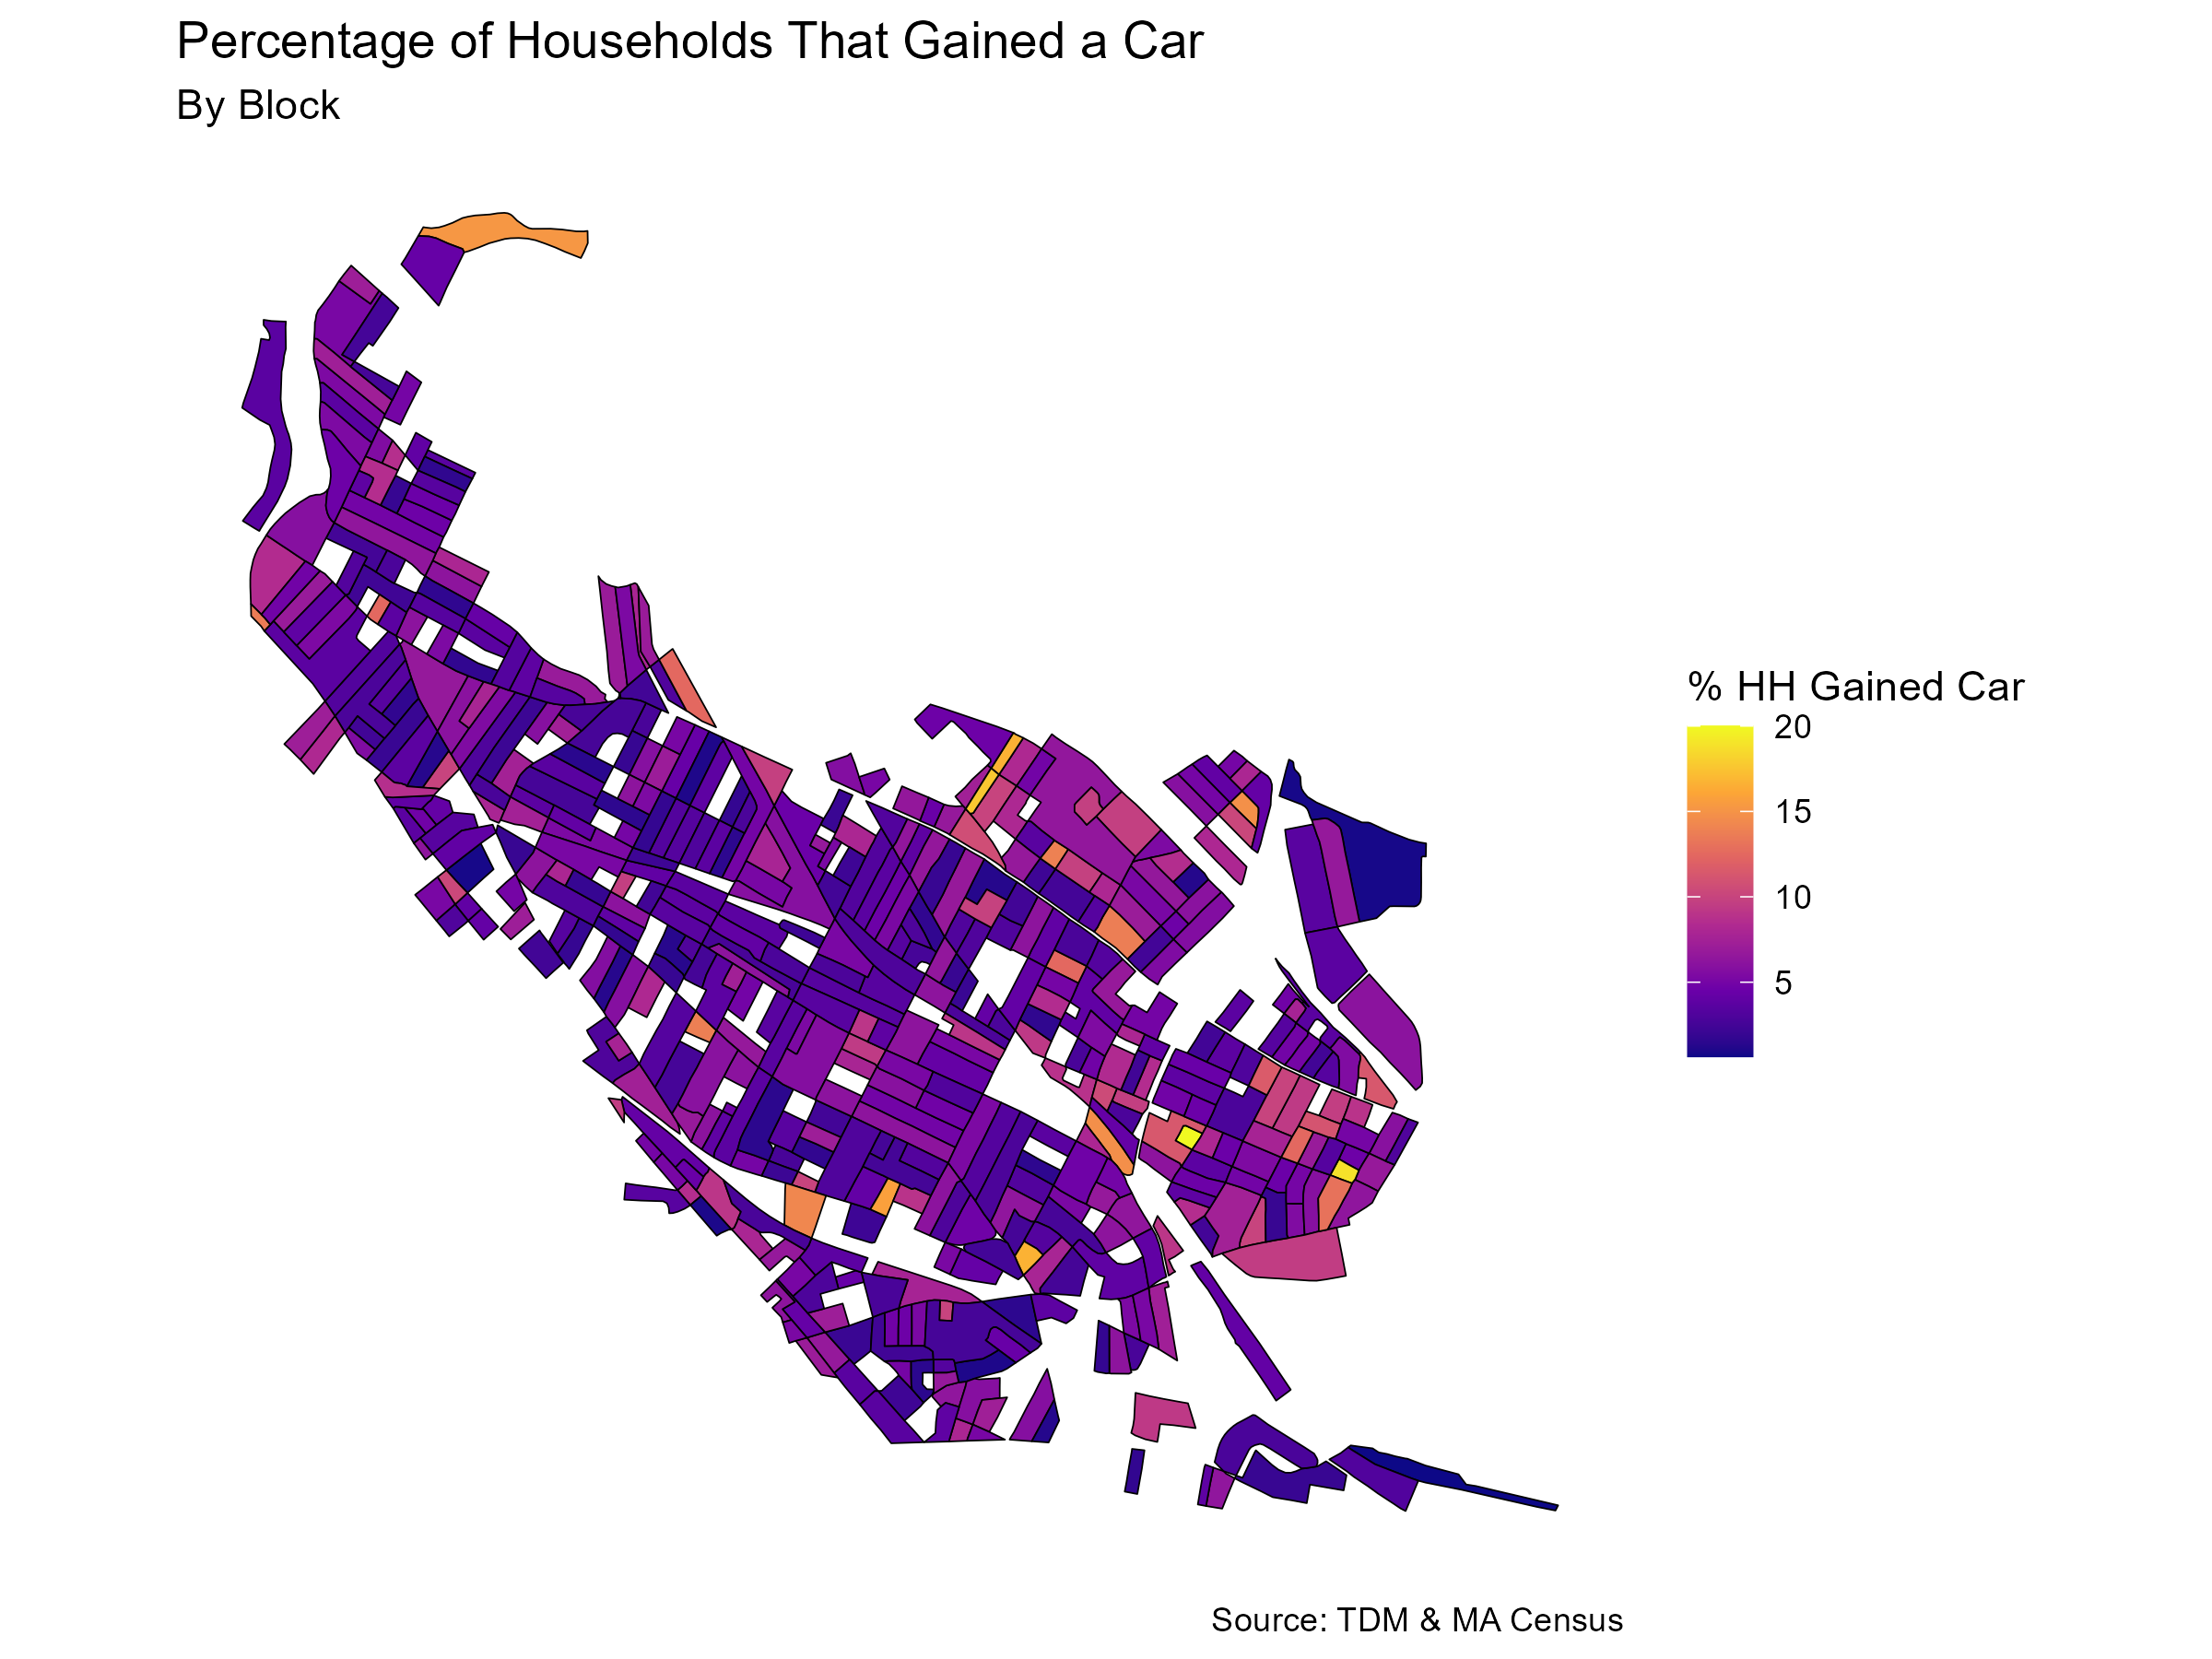 Percentage of Households That Gained a Car
By Block
% HH Gained Car
20
15
10
5
Source: TDM & MA Census